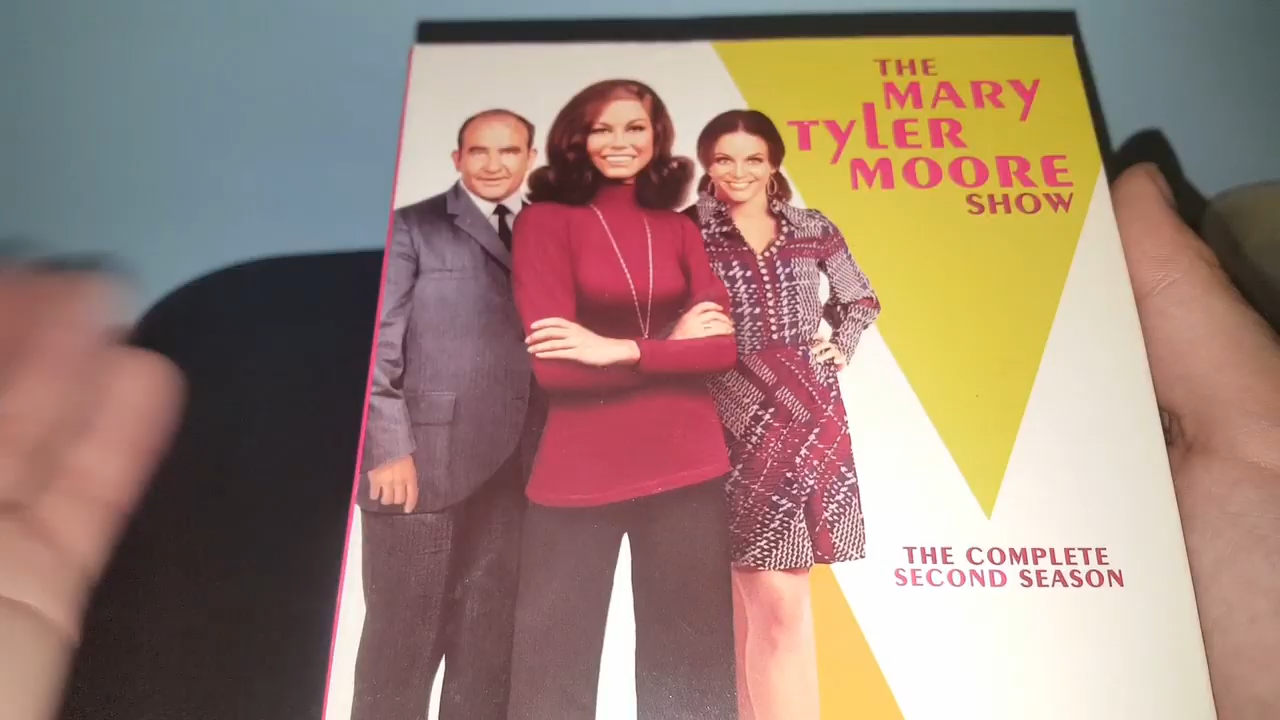 THE
MARY
TYLER
MOORE
SHOW
THE COMPLETE
SECOND SEASON